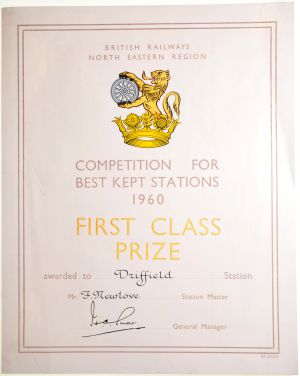 BRITISH RAILWAYS
NORTH EASTERN REGION
COMPETITION FOR
BEST KEPT STATIONS
1960
FIRST CLASS
PRIZE
awarded to Driffield Station
Mr. F. Newlove Station Master
General Manager